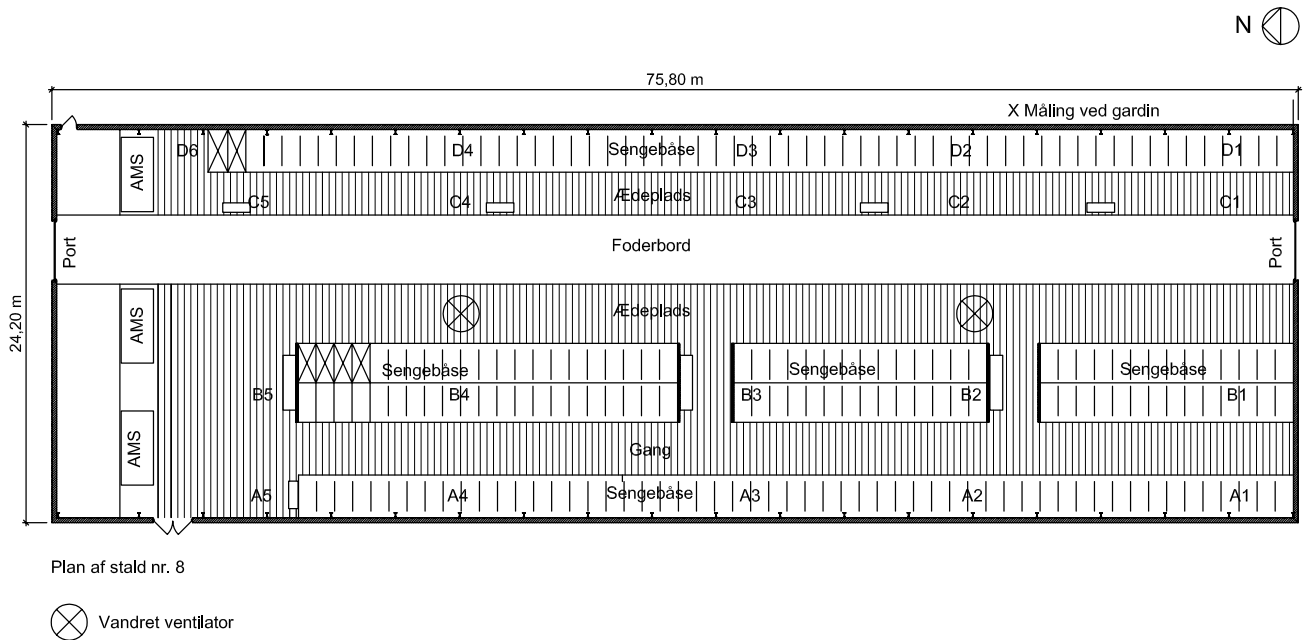 N
75,80 m
X Måling ved gardin
24,20 m
AMS
D6
D4
Sengebåse
D3
D2
D1
Ædeplads
C5
C4
C3
C2
C1
Port
Foderbord
Port
Ædeplads
AMS
Sengebåse
Sengebåse
Sengebåse
B5
B4
B3
B2
B1
AMS
Gang
A5
A4
Sengebåse
A3
A2
A1
Plan af stald nr. 8
Vandret ventilator